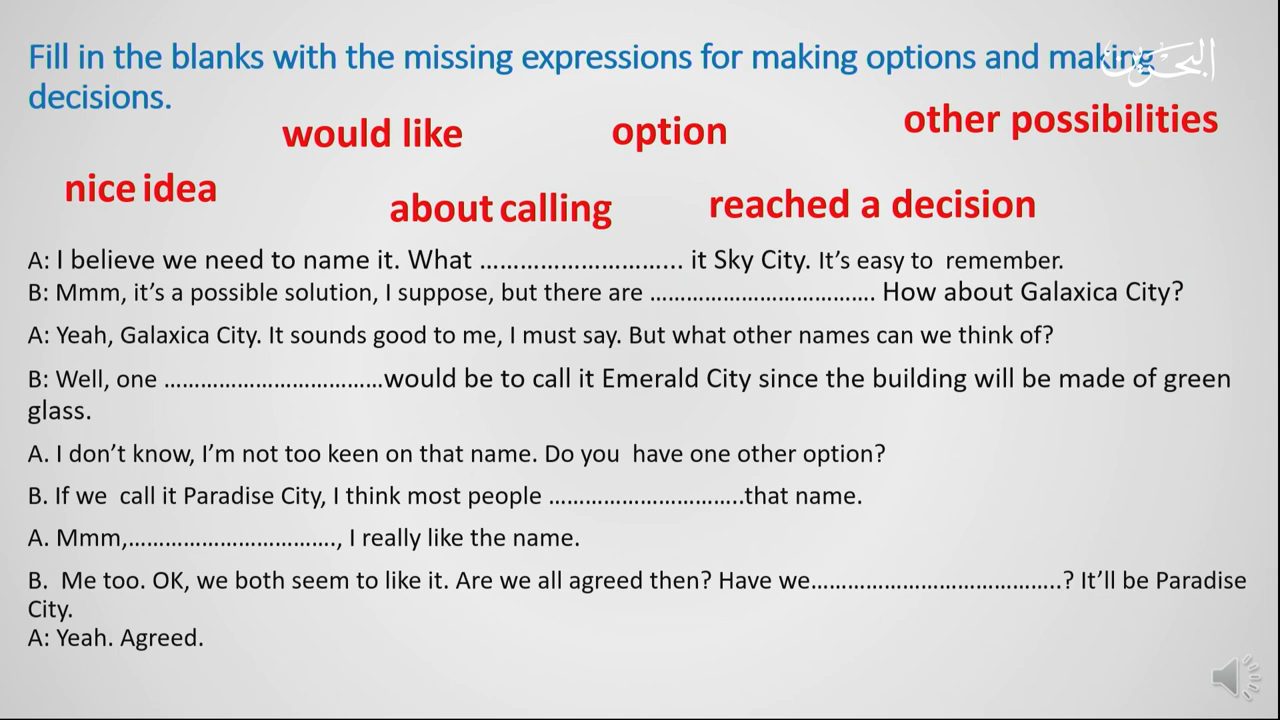 Fill in the blanks with the missing expressions for making options and making
decisions.
البحرين
would like
option
other possibilities
nice idea
about calling
reached a decision
A: I believe we need to name it. What ………………………... it Sky City. It’s easy to  remember.
B: Mmm, it’s a possible solution, I suppose, but there are ………………………………. How about Galaxica City?
A: Yeah, Galaxica City. It sounds good to me, I must say. But what other names can we think of?
B: Well, one ………………………………would be to call it Emerald City since the building will be made of green
glass.
A. I don’t know, I’m not too keen on that name. Do you  have one other option?
B. If we  call it Paradise City, I think most people …………………………..that name.
A. Mmm,……………………………., I really like the name.
B.  Me too. OK, we both seem to like it. Are we all agreed then? Have we…………………………………..? It’ll be Paradise
City.
A: Yeah. Agreed.